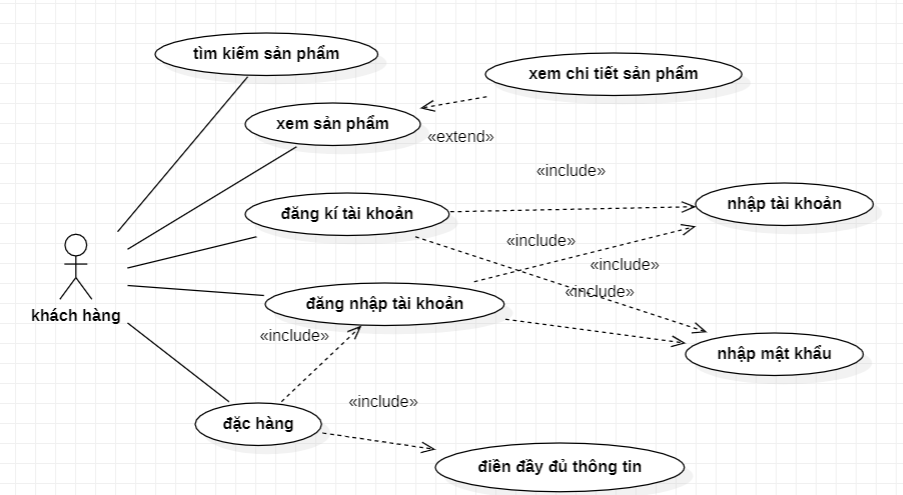 tìm kiếm sản phẩm
xem chi tiết sản phẩm
xem sản phẩm
«extend»
«include»
nhập tài khoản
đăng kí tài khoản
«include»
«include»
«include»
đăng nhập tài khoản
khách hàng
«include»
nhập mật khẩu
«include»
đặc hàng
điền đầy đủ thông tin